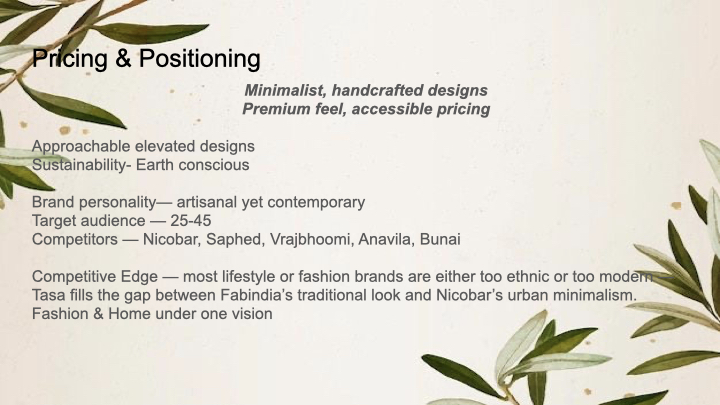 Pricing & Positioning
Minimalist, handcrafted designs
Premium feel, accessible pricing
Approachable elevated designs
Sustainability- Earth conscious
Brand personality— artisanal yet contemporary
Target audience — 25-45
Competitors — Nicobar, Saphed, Vrajbhoomi, Anavila, Bunai
Competitive Edge — most lifestyle or fashion brands are either too ethnic or too modern.
Tasa fills the gap between Fabindia’s traditional look and Nicobar’s urban minimalism.
Fashion & Home under one vision